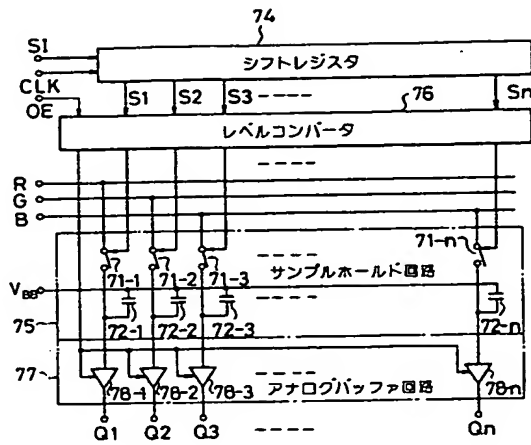 74
SI
シフトレジスタ
CLK
OE
S1 S2 S3 Sn
76
レベルコンバータ
R
G
B
71-1 71-2 71-3 71-n
サンプルホールド回路
VBB
72-1 72-2 72-3 72-n
75
77
78-1 78-2 78-3 アナログバッファ回路 78-n
Q1 Q2 Q3 Qn